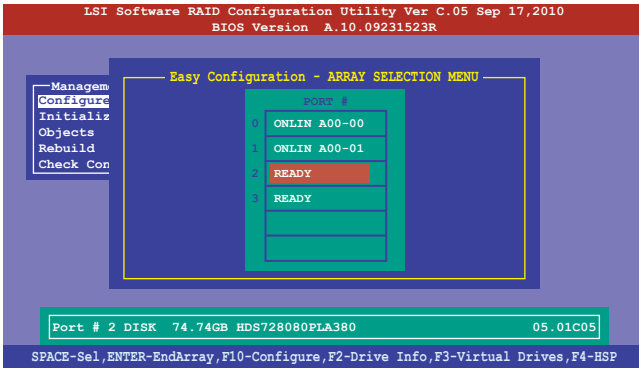 LSI Software RAID Configuration Utility Ver C.05 Sep 17,2010
BIOS Version A.10.09231523R
Easy Configuration - ARRAY SELECTION MENU
Managem
Configure
Initializ
Objects
Rebuild
Check Con
PORT #
0 ONLIN A00-00
1 ONLIN A00-01
2 READY
3 READY
Port # 2 DISK 74.74GB HDS728080PLA380 05.01C05
SPACE-Sel,ENTER-EndArray,F10-Configure,F2-Drive Info,F3-Virtual Drives,F4-HSP